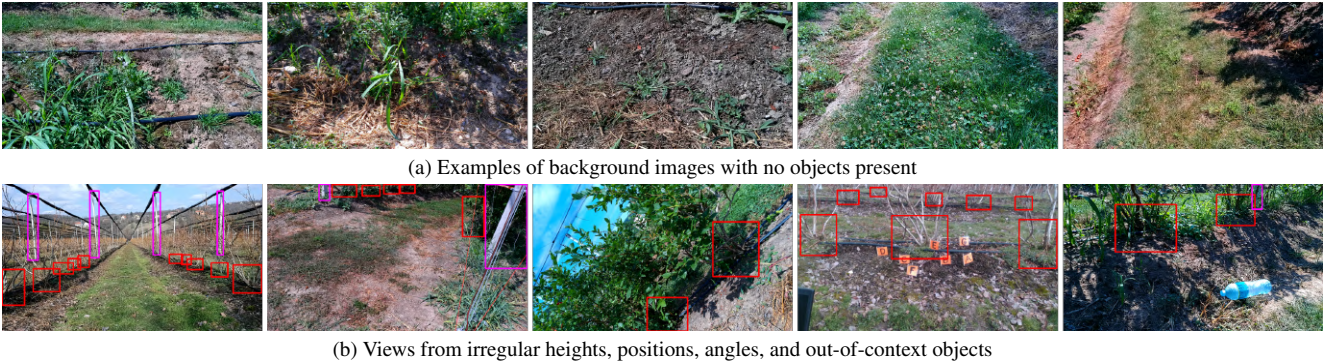 (a) Examples of background images with no objects present
(b) Views from irregular heights, positions, angles, and out-of-context objects